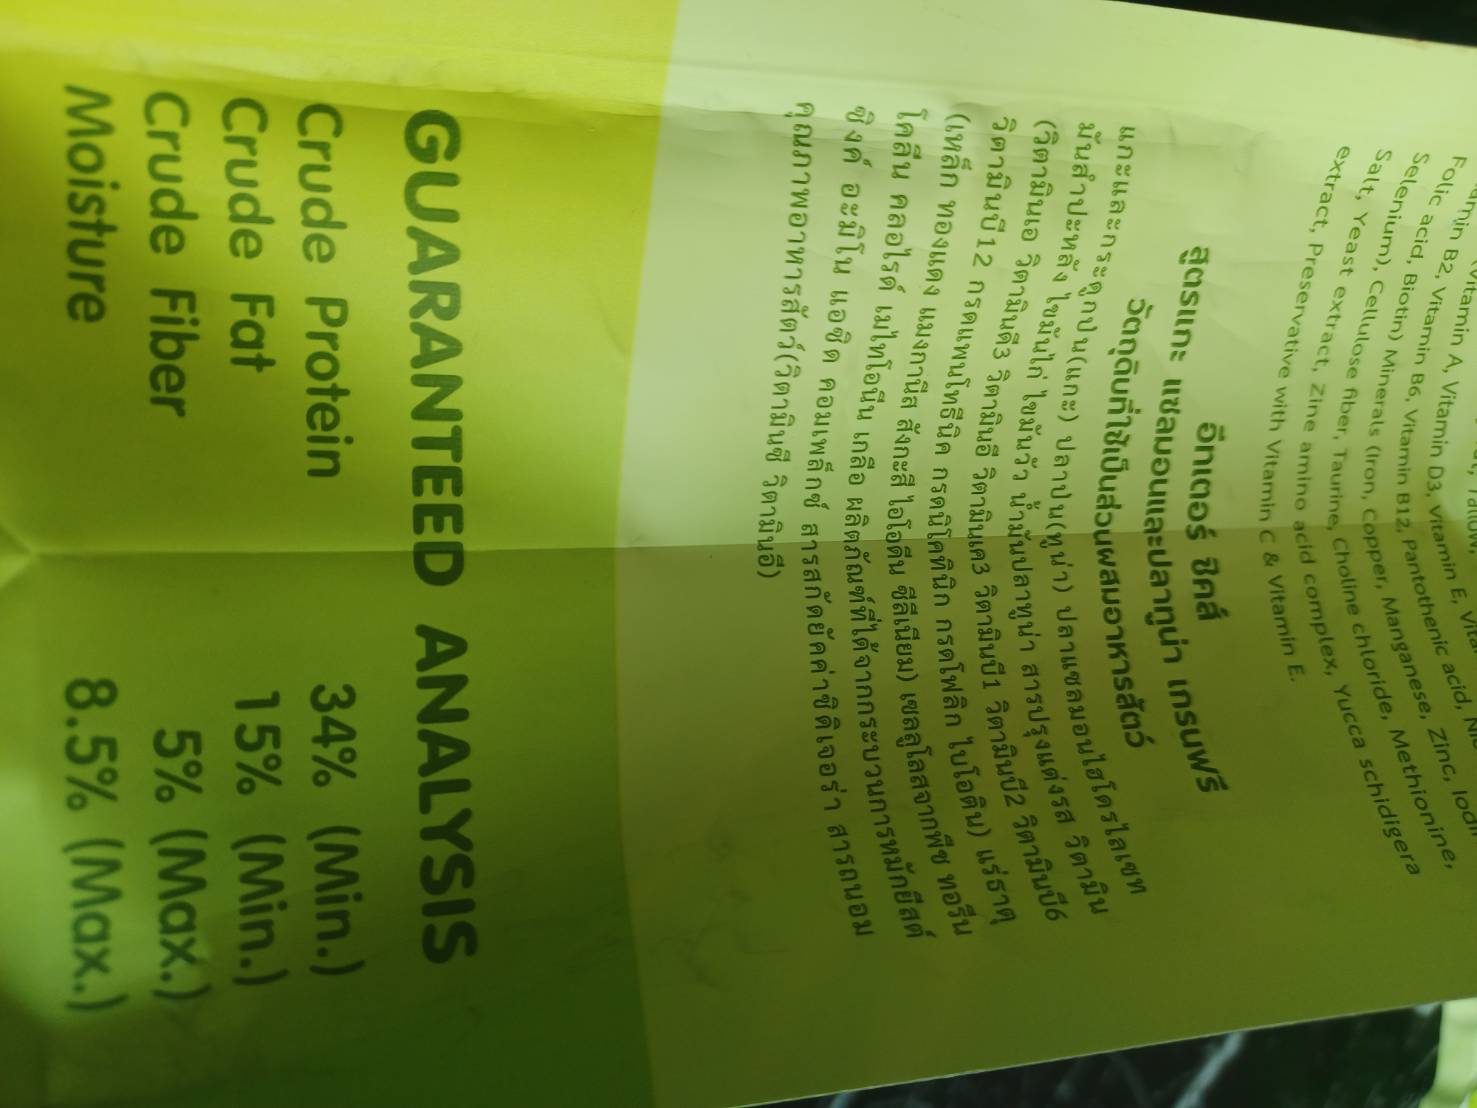 Vitamin A, Vitamin D3, Vitamin E,
Folic acid, Biotin) Vitamin B6, Vitamin B12, Pantothenic acid,
Selenium), Cellulose fiber, Minerals (Iron, Copper, Manganese, Zinc,
Salt, Yeast extract, Taurine, Choline chloride, Methionine,
extract, Preservative Zine amino acid complex, Yucca schidigera
with Vitamin C & Vitamin E.
อีทเตอร์ ชิคส์
สูตรแกะ แซลมอนและปลาทูน่า เกรนฟรี
วัตถุดิบที่ใช้เป็นส่วนผสมอาหารสัตว์
แกะและกระดูกป่น(แกะ) ปลาป่น(ทูน่า) ปลาแซลมอนไฮโดรไลเซท
มันสำปะหลัง ไขมันไก่ ไขมันวัว น้ำมันปลาทูน่า สารปรุงแต่งรส วิตามิน
(วิตามินเอ วิตามินดี3 วิตามินอี วิตามินเค3 วิตามินบี1 วิตามินบี2 วิตามินบี6
วิตามินบี12 กรดแพนโทธีนิค กรดนิโคทินิก กรดโฟลิก ไบโอติน) แร่ธาตุ
(เหล็ก ทองแดง แมงกานีส สังกะสี ไอโอดีน ซีลีเนียม) เซลลูโลสจากพืช ทอรีน
โคลีน คลอไรด์ เมไทโอนีน เกลือ ผลิตภัณฑ์ที่ได้จากกระบวนการหมักยีสต์
ซิงค์ อะมิโน แอซิด คอมเพล็กซ์ สารสกัดยัคค่าชิดิเจอร่า สารถนอม
คุณภาพอาหารสัตว์(วิตามินซี วิตามินอี)
GUARANTEED ANALYSIS
Crude Protein 34% (Min.)
Crude Fat 15% (Min.)
Crude Fiber 5% (Max.)
Moisture 8.5% (Max.)